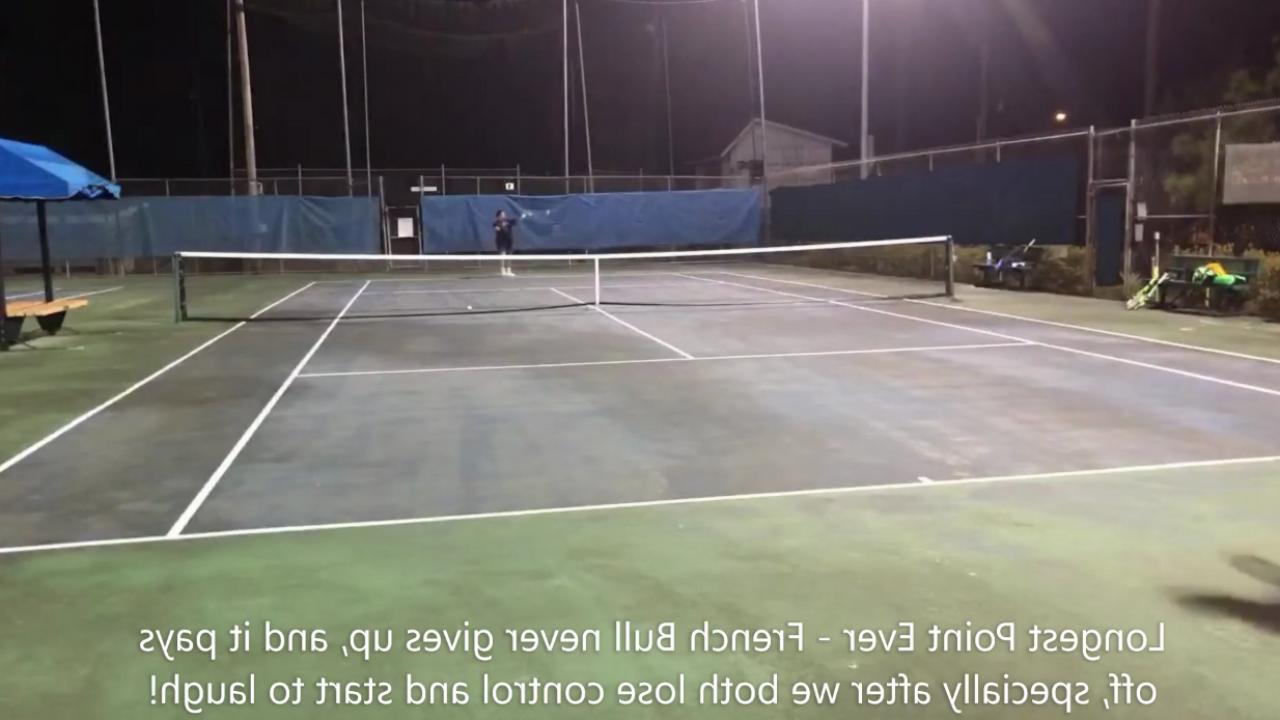 Longest Point Ever - French Bull never gives up, and it pays
off, specially after we both lose control and start to laugh!